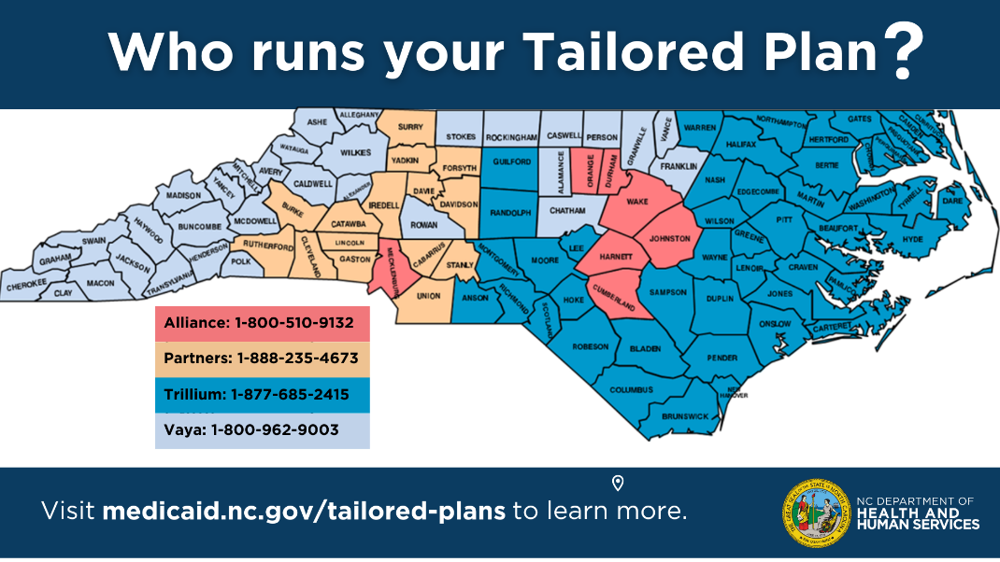 Who runs your Tailored Plan?
ALLEGHANY
ASHE
SURRY
STOKES
ROCKINGHAM
CASWELL
PERSON
GRANVILLE
VANCE
WARREN
NORTHAMPTON
GATES
CURRITUCK
CAMDEN
PASQUOTANK
PERQUIMANS
CHOWAN
HERTFORD
HALIFAX
WATAUGA
WILKES
YADKIN
FORSYTH
GUILFORD
ALAMANCE
ORANGE
DURHAM
FRANKLIN
BERTIE
NASH
MITCHELL
AVERY
CALDWELL
ALEXANDER
DAVIE
IREDELL
DAVIDSON
EDGECOMBE
MARTIN
WASHINGTON
TYRRELL
DARE
YANCEY
MADISON
BURKE
CATAWBA
ROWAN
RANDOLPH
CHATHAM
WAKE
WILSON
PITT
BEAUFORT
HYDE
HAYWOOD
BUNCOMBE
MCDOWELL
RUTHERFORD
CLEVELAND
LINCOLN
GASTON
MECKLENBURG
CABARRUS
STANLY
MONTGOMERY
MOORE
LEE
HARNETT
JOHNSTON
GREENE
WAYNE
LENOIR
CRAVEN
PAMLICO
SWAIN
GRAHAM
JACKSON
HENDERSON
POLK
TRANSYLVANIA
CHEROKEE
CLAY
MACON
UNION
ANSON
RICHMOND
SCOTLAND
HOKE
CUMBERLAND
SAMPSON
DUPLIN
JONES
ONSLOW
CARTERET
ROBESON
BLADEN
PENDER
COLUMBUS
NEW
HANOVER
BRUNSWICK
Alliance: 1-800-510-9132
Partners: 1-888-235-4673
Trillium: 1-877-685-2415
Vaya: 1-800-962-9003
Visit medicaid.nc.gov/tailored-plans to learn more.
NC DEPARTMENT OF
HEALTH AND
HUMAN SERVICES